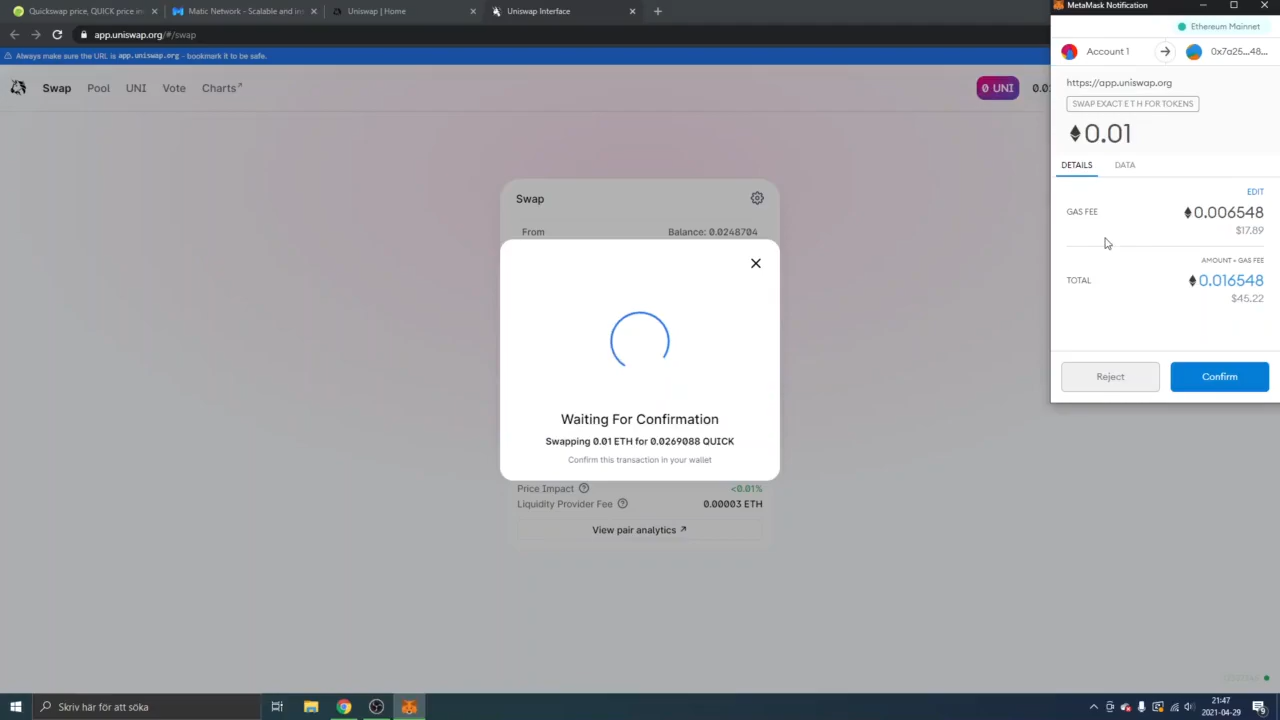 Quickswap price, QUICK price in
Matic Network - Scalable and ins
Uniswap | Home
Uniswap Interface
MetaMask Notification
app.uniswap.org/#/swap
Always make sure the URL is app.uniswap.org - bookmark it to be safe.
Ethereum Mainnet
Account 1
0x7a25...48...
Swap
Pool
UNI
Vote
Charts↗
0 UNI
https://app.uniswap.org
SWAP EXACT E T H FOR TOKENS
0.01
DETAILS
DATA
EDIT
GAS FEE
0.006548
$17.89
AMOUNT + GAS FEE
TOTAL
0.016548
$45.22
Reject
Confirm
Swap
From
Balance: 0.0248704
Waiting For Confirmation
Swapping 0.01 ETH for 0.0269088 QUICK
Confirm this transaction in your wallet
Price Impact
<0.01%
Liquidity Provider Fee
0.00003 ETH
View pair analytics ↗
Skriv här för att söka
21:47
2021-04-29